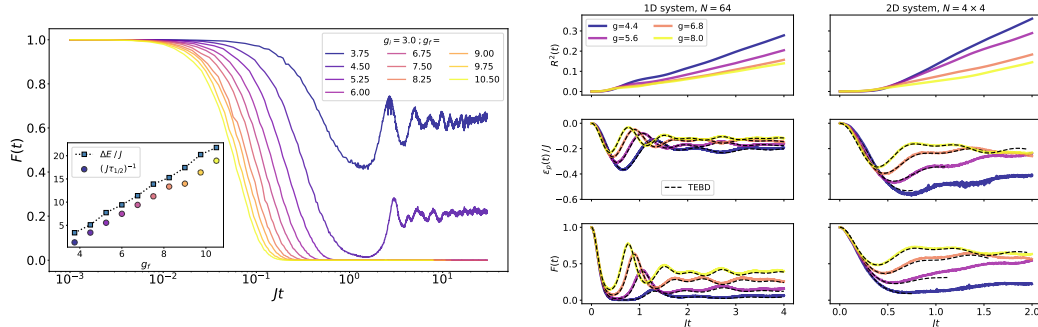 1.0
0.8
0.6
0.4
0.2
0.0
F(t)
10⁻³
10⁻²
10⁻¹
10⁰
10¹
Jt
g_i = 3.0 ; g_f =
3.75
4.50
5.25
6.00
6.75
7.50
8.25
9.00
9.75
10.50
ΔE / J
(Jτ_{1/2})⁻¹
20
15
10
5
4
6
8
10
g_f
1D system, N = 64
2D system, N = 4 × 4
g=4.4
g=5.6
g=6.8
g=8.0
R²(t)
0.3
0.2
0.1
0.0
ε_p(t)/J
0.0
−0.2
−0.4
−0.6
TEBD
F(t)
1.0
0.5
0.0
0
1
2
3
4
Jt
0.0
0.5
1.0
1.5
2.0
Jt